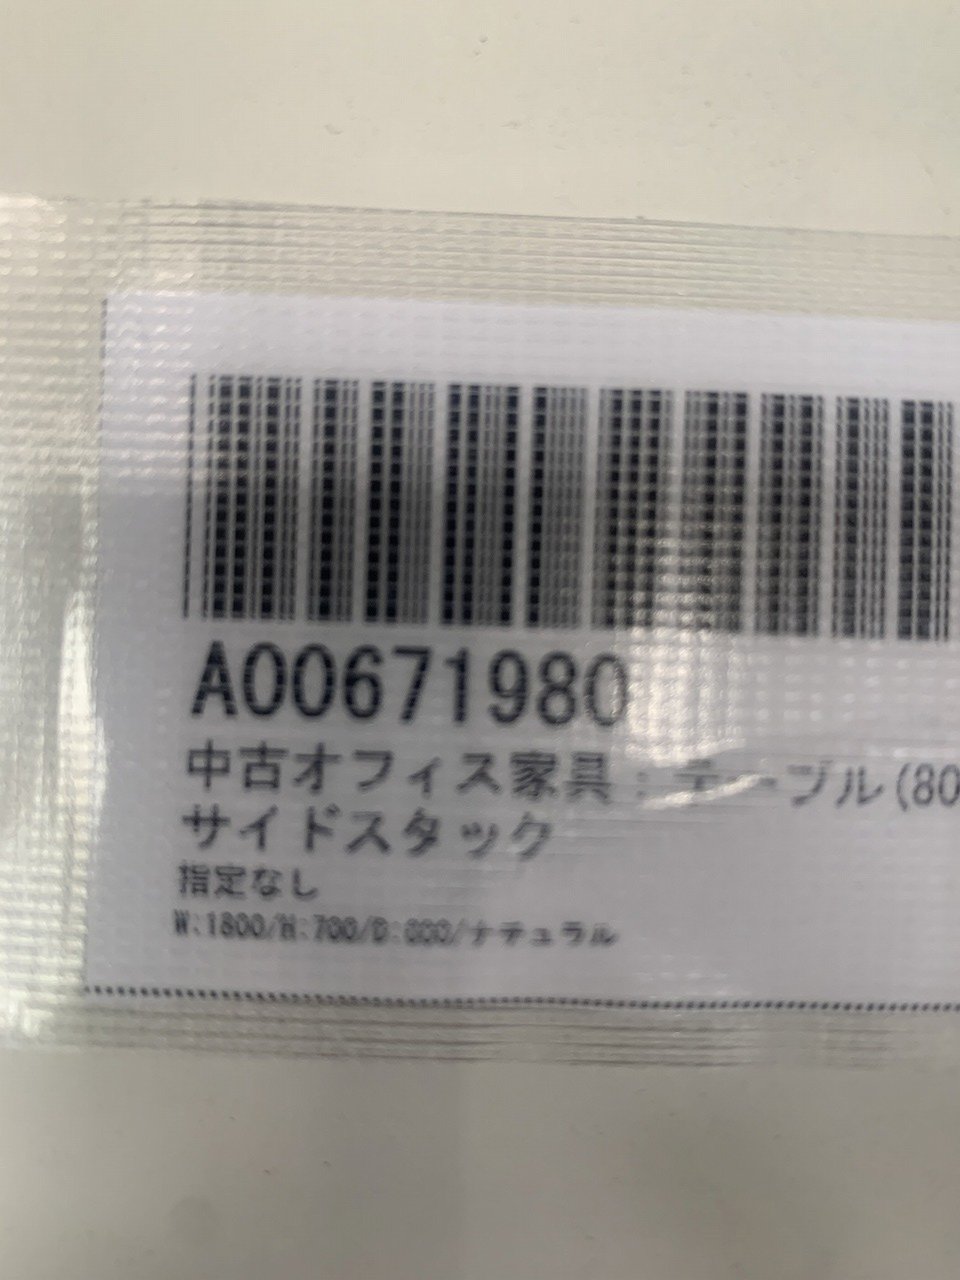 A00671980
中古オフィス家具:テーブル(80
サイドスタック
指定なし
W:1800/H:700/D:600/ナチュラル